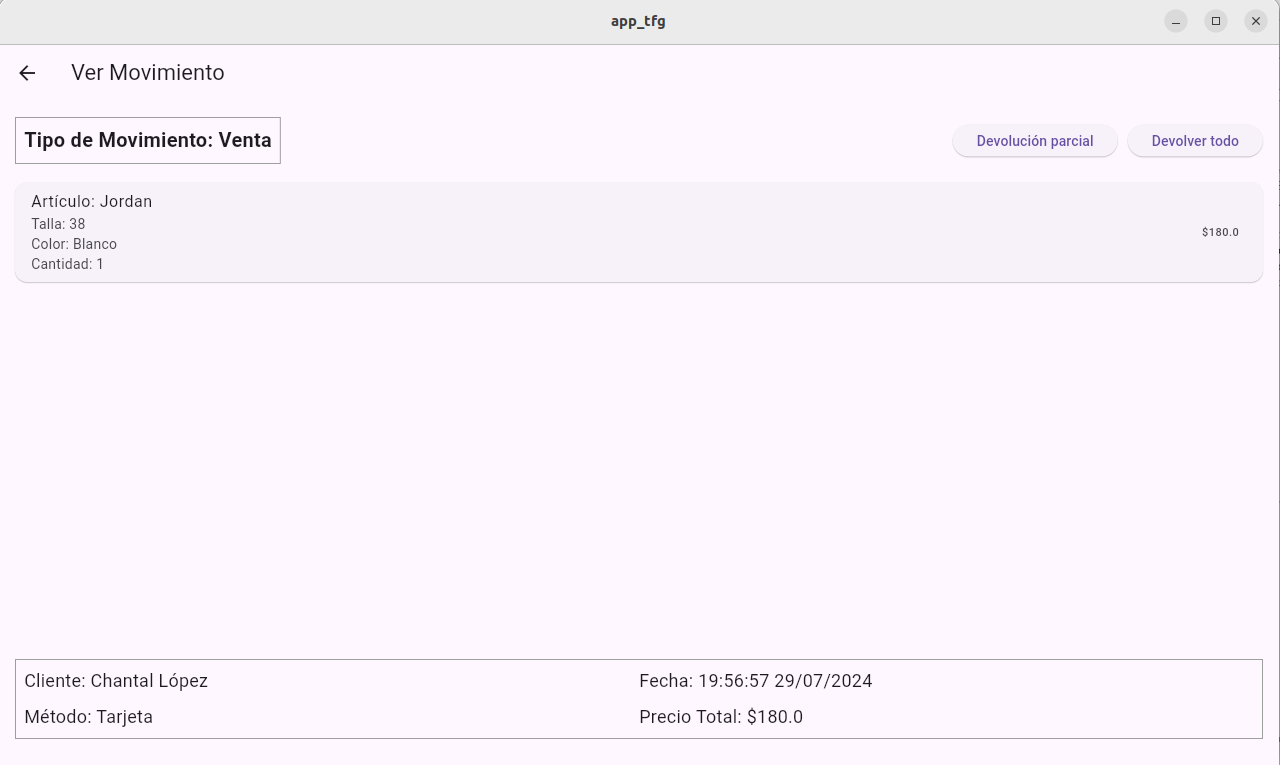 app_tfg
Ver Movimiento
Tipo de Movimiento: Venta
Devolución parcial
Devolver todo
Artículo: Jordan
Talla: 38
Color: Blanco
Cantidad: 1
$180.0
Cliente: Chantal López
Fecha: 19:56:57 29/07/2024
Método: Tarjeta
Precio Total: $180.0